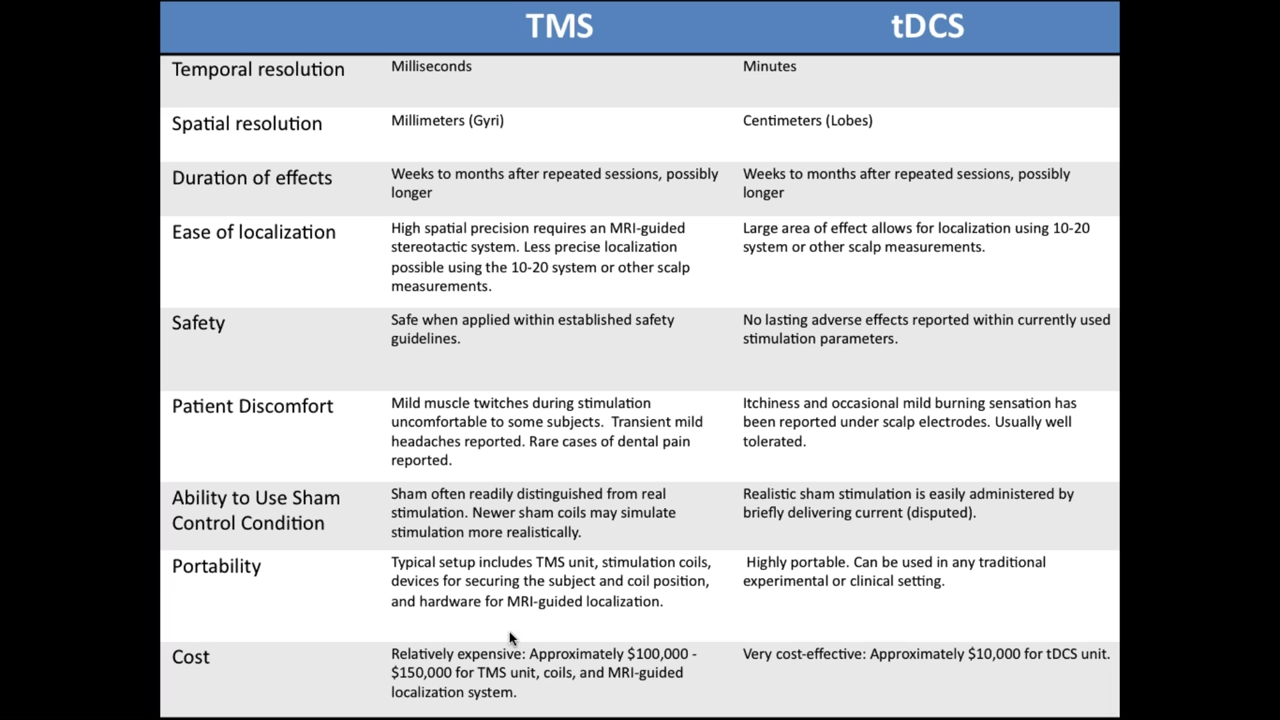 TMS tDCS
Temporal resolution Milliseconds Minutes
Spatial resolution Millimeters (Gyri) Centimeters (Lobes)
Duration of effects Weeks to months after repeated sessions, possibly Weeks to months after repeated sessions, possibly
longer longer
Ease of localization High spatial precision requires an MRI-guided Large area of effect allows for localization using 10-20
stereotactic system. Less precise localization system or other scalp measurements.
possible using the 10-20 system or other scalp
measurements.
Safety Safe when applied within established safety No lasting adverse effects reported within currently used
guidelines. stimulation parameters.
Patient Discomfort Mild muscle twitches during stimulation Itchiness and occasional mild burning sensation has
uncomfortable to some subjects. Transient mild been reported under scalp electrodes. Usually well
headaches reported. Rare cases of dental pain tolerated.
reported.
Ability to Use Sham Sham often readily distinguished from real Realistic sham stimulation is easily administered by
Control Condition stimulation. Newer sham coils may simulate briefly delivering current (disputed).
stimulation more realistically.
Portability Typical setup includes TMS unit, stimulation coils, Highly portable. Can be used in any traditional
devices for securing the subject and coil position, experimental or clinical setting.
and hardware for MRI-guided localization.
Cost Relatively expensive: Approximately $100,000 - Very cost-effective: Approximately $10,000 for tDCS unit.
$150,000 for TMS unit, coils, and MRI-guided
localization system.